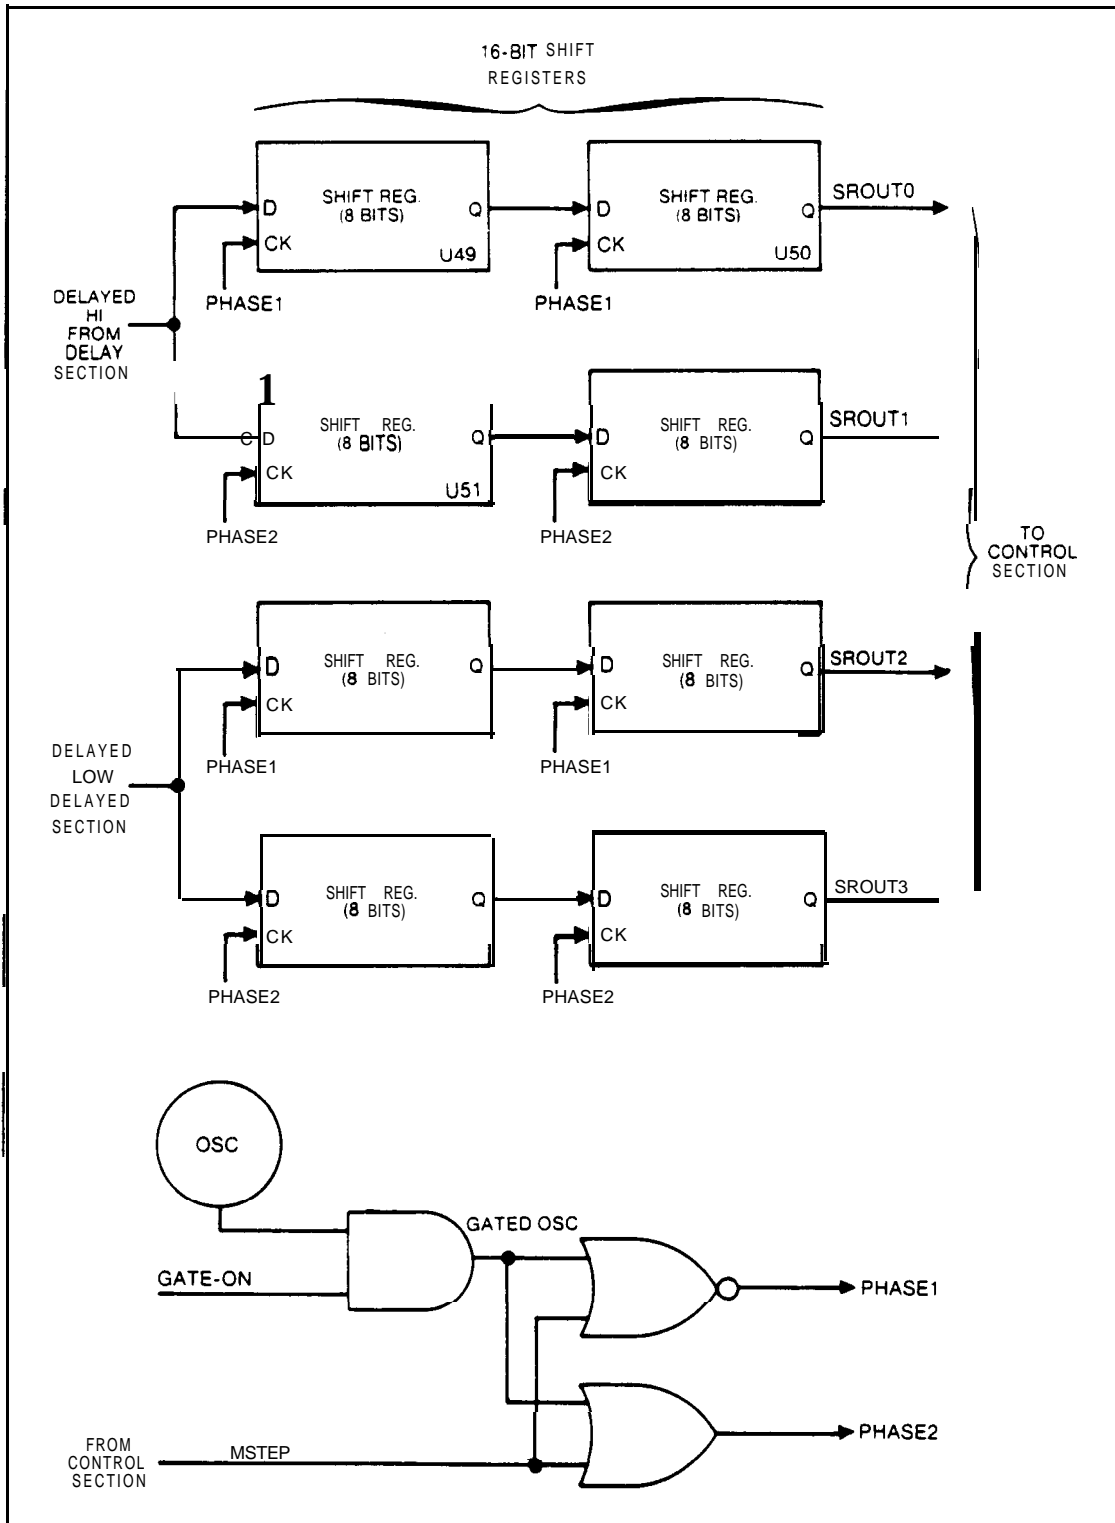 16-BIT SHIFT
REGISTERS
D
SHIFT REG.
(8 BITS)
Q
CK
U49
PHASE1
D
SHIFT REG.
(8 BITS)
Q
CK
U50
PHASE1
SROUT0
DELAYED
HI
FROM
DELAY
SECTION
1
C D
SHIFT REG.
(8 BITS)
Q
CK
U51
PHASE2
D
SHIFT REG.
(8 BITS)
Q
CK
PHASE2
SROUT1
TO
CONTROL
SECTION
D
SHIFT REG.
(8 BITS)
Q
CK
PHASE1
D
SHIFT REG.
(8 BITS)
Q
CK
PHASE1
SROUT2
DELAYED
LOW
DELAYED
SECTION
D
SHIFT REG.
(8 BITS)
Q
CK
PHASE2
D
SHIFT REG.
(8 BITS)
Q
CK
PHASE2
SROUT3
OSC
GATED OSC
GATE-ON
PHASE1
PHASE2
FROM
CONTROL
SECTION
MSTEP